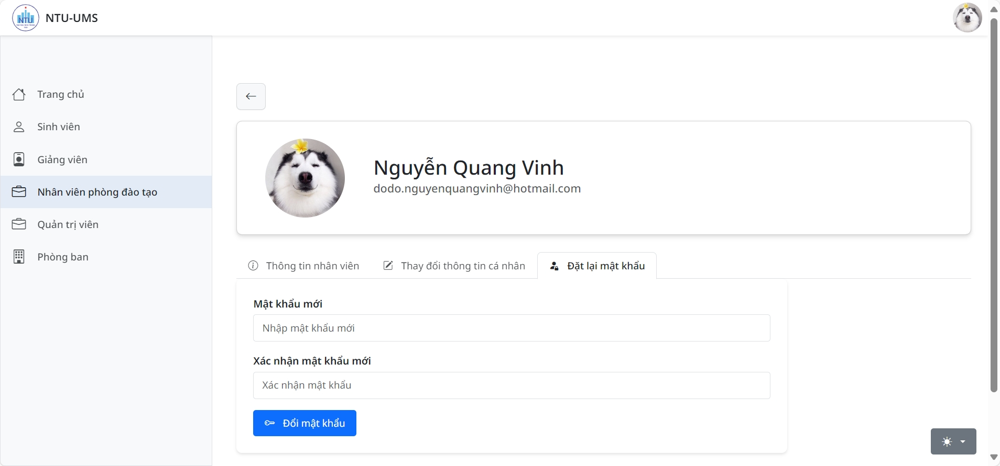 NTU
NTU-UMS
Trang chủ
Sinh viên
Giảng viên
Nhân viên phòng đào tạo
Quản trị viên
Phòng ban
Nguyễn Quang Vinh
dodo.nguyenquangvinh@hotmail.com
Thông tin nhân viên
Thay đổi thông tin cá nhân
Đặt lại mật khẩu
Mật khẩu mới
Nhập mật khẩu mới
Xác nhận mật khẩu mới
Xác nhận mật khẩu
Đổi mật khẩu